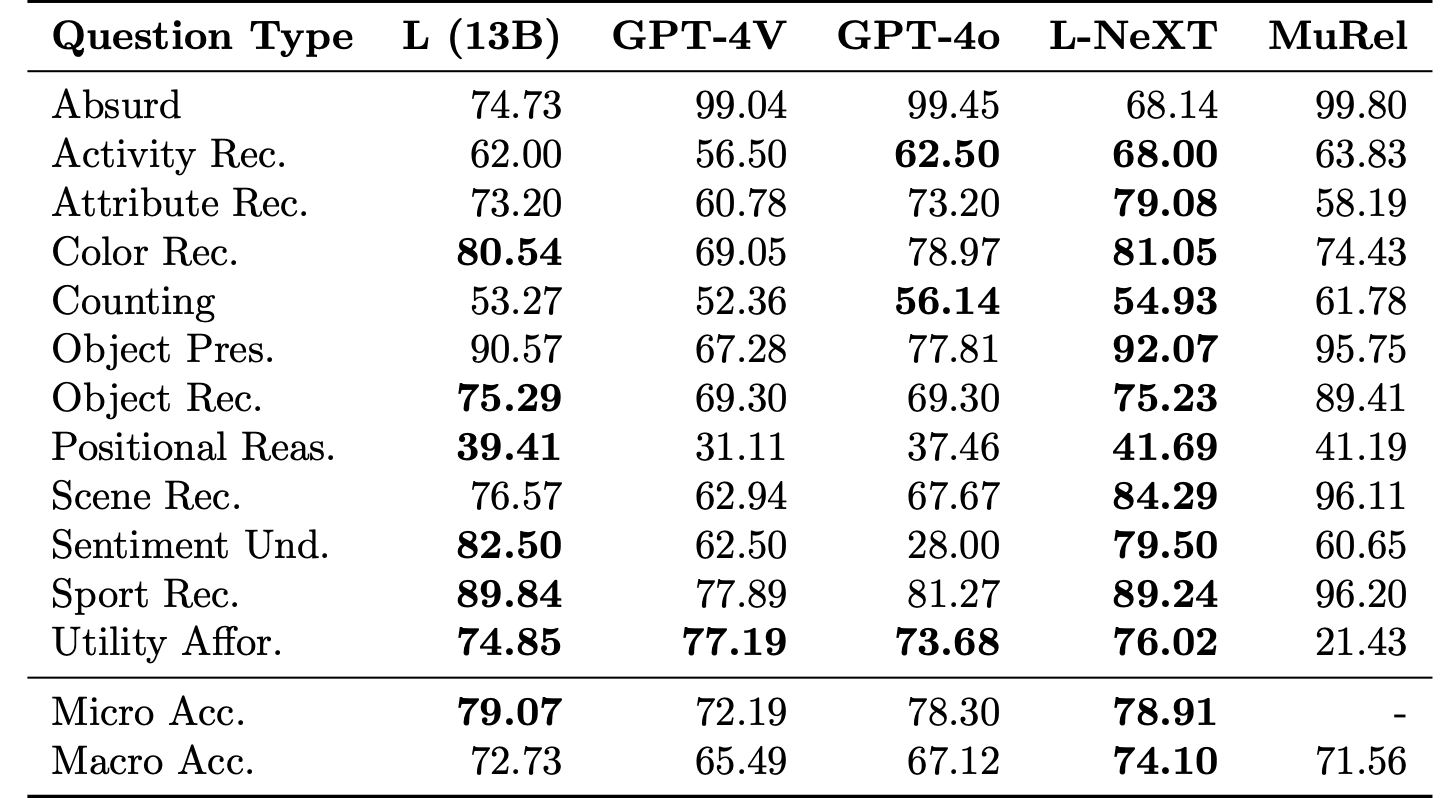 Question Type L (13B) GPT-4V GPT-4o L-NeXT MuRel
Absurd 74.73 99.04 99.45 68.14 99.80
Activity Rec. 62.00 56.50 62.50 68.00 63.83
Attribute Rec. 73.20 60.78 73.20 79.08 58.19
Color Rec. 80.54 69.05 78.97 81.05 74.43
Counting 53.27 52.36 56.14 54.93 61.78
Object Pres. 90.57 67.28 77.81 92.07 95.75
Object Rec. 75.29 69.30 69.30 75.23 89.41
Positional Reas. 39.41 31.11 37.46 41.69 41.19
Scene Rec. 76.57 62.94 67.67 84.29 96.11
Sentiment Und. 82.50 62.50 28.00 79.50 60.65
Sport Rec. 89.84 77.89 81.27 89.24 96.20
Utility Affor. 74.85 77.19 73.68 76.02 21.43
Micro Acc. 79.07 72.19 78.30 78.91 -
Macro Acc. 72.73 65.49 67.12 74.10 71.56